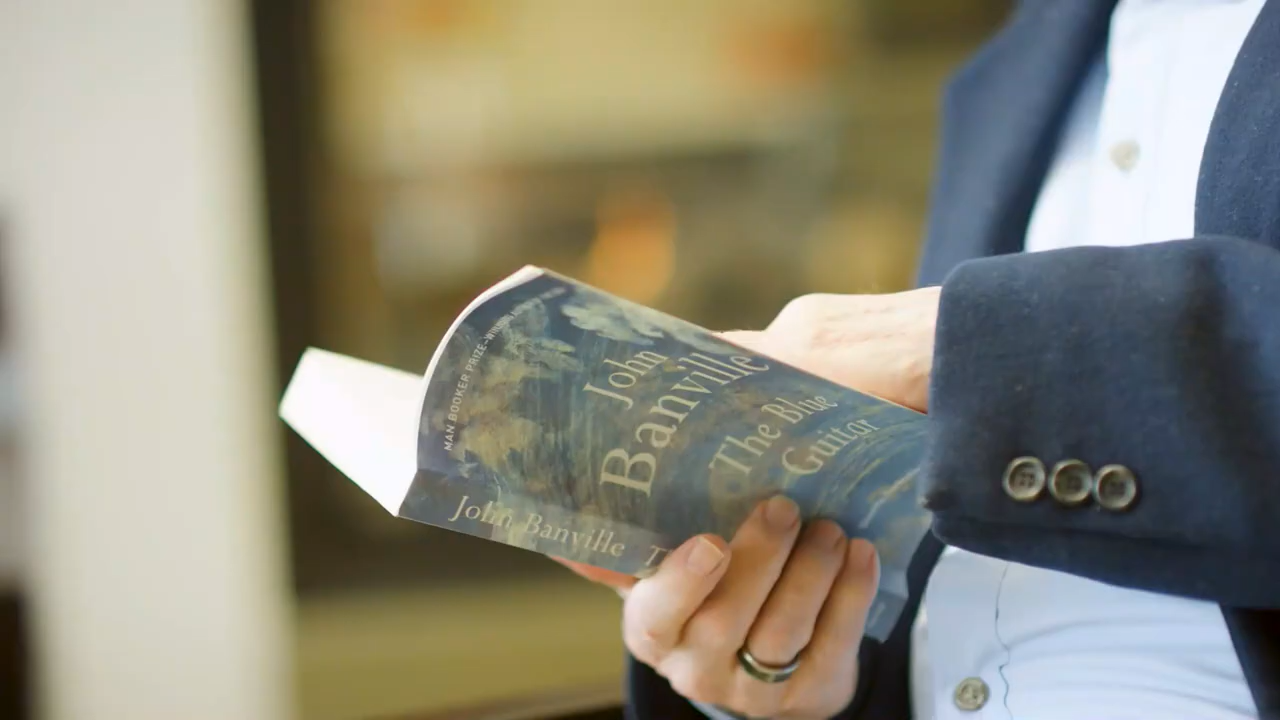 MAN BOOKER PRIZE-WINNING
John
Banville
The Blue
Guitar
John Banville T